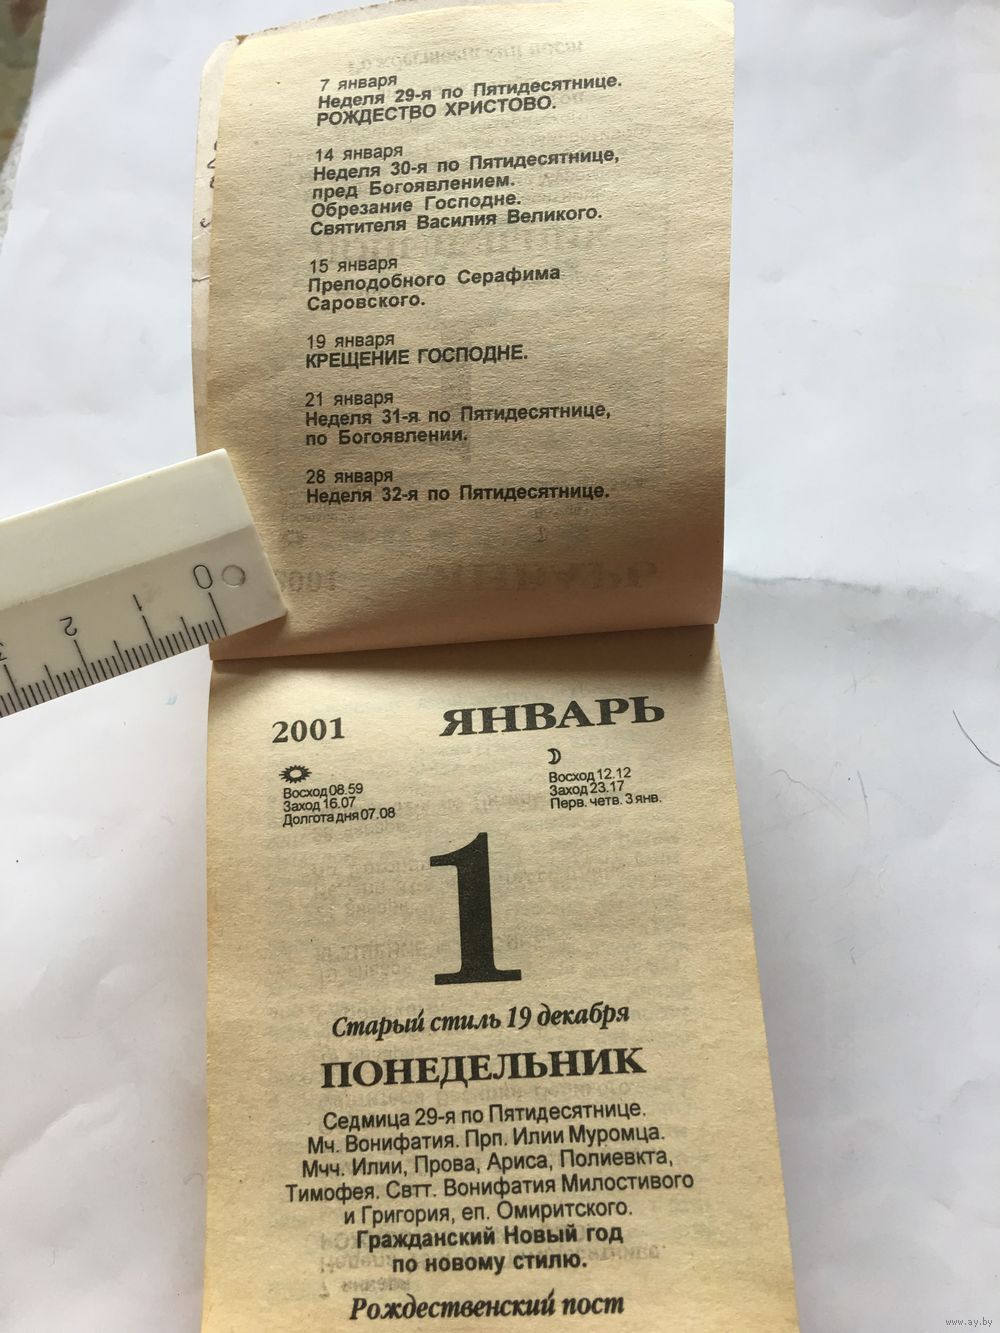 7 января
Неделя 29-я по Пятидесятнице.
РОЖДЕСТВО ХРИСТОВО.
14 января
Неделя 30-я по Пятидесятнице,
пред Богоявлением.
Обрезание Господне.
Святителя Василия Великого.
15 января
Преподобного Серафима
Саровского.
19 января
КРЕЩЕНИЕ ГОСПОДНЕ.
21 января
Неделя 31-я по Пятидесятнице,
по Богоявлении.
28 января
Неделя 32-я по Пятидесятнице.
0
1
2
3
2001 ЯНВАРЬ
Восход 08.59
Заход 16.07
Долгота дня 07.08
Восход 12.12
Заход 23.17
Перв. четв. 3 янв.
1
Старый стиль 19 декабря
ПОНЕДЕЛЬНИК
Седмица 29-я по Пятидесятнице.
Мч. Вонифатия. Прп. Илии Муромца.
Мчч. Илии, Прова, Ариса, Полиевкта,
Тимофея. Свтт. Вонифатия Милостивого
и Григория, еп. Омиритского.
Гражданский Новый год
по новому стилю.
Рождественский пост
www.ay.by